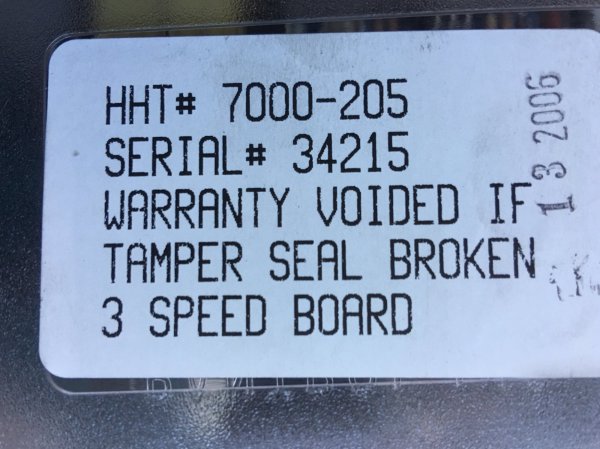 HHT# 7000-205
SERIAL# 34215
WARRANTY VOIDED IF
TAMPER SEAL BROKEN
3 SPEED BOARD
13 2006